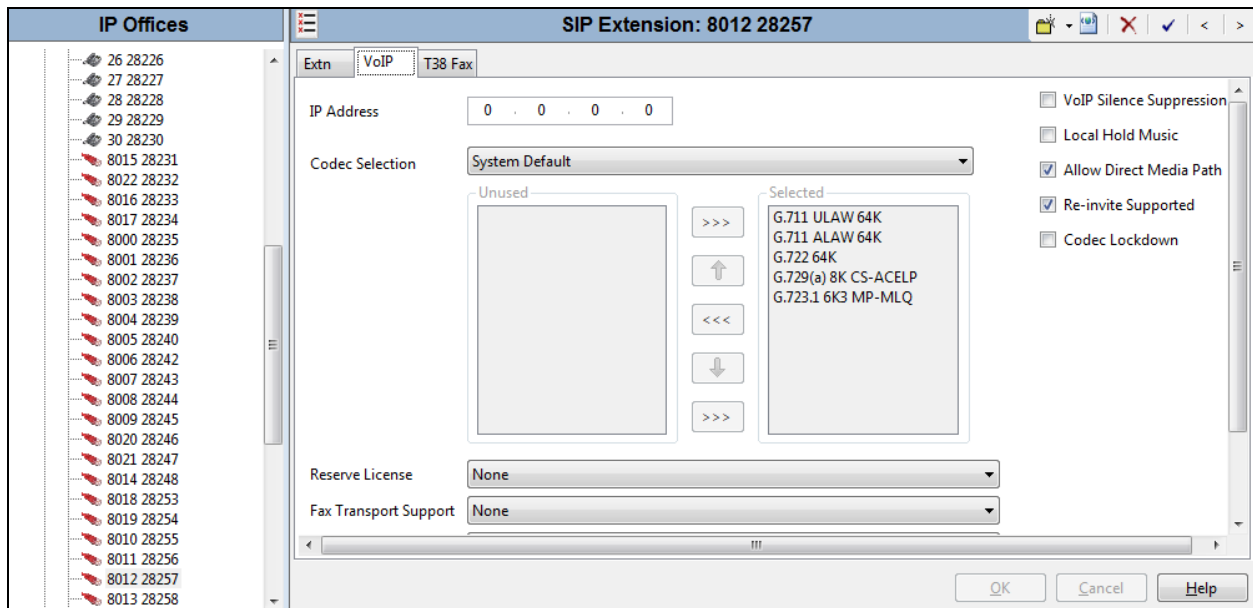 IP Offices
26 28226
27 28227
28 28228
29 28229
30 28230
8015 28231
8022 28232
8016 28233
8017 28234
8000 28235
8001 28236
8002 28237
8003 28238
8004 28239
8005 28240
8006 28242
8007 28243
8008 28244
8009 28245
8020 28246
8021 28247
8014 28248
8018 28253
8019 28254
8010 28255
8011 28256
8012 28257
8013 28258
SIP Extension: 8012 28257
Extn VoIP T38 Fax
IP Address 0 . 0 . 0 . 0
Codec Selection System Default
Unused
>>>
<<<
>>>
Selected
G.711 ULAW 64K
G.711 ALAW 64K
G.722 64K
G.729(a) 8K CS-ACELP
G.723.1 6K3 MP-MLQ
Reserve License None
Fax Transport Support None
VoIP Silence Suppression
Local Hold Music
Allow Direct Media Path
Re-invite Supported
Codec Lockdown
OK Cancel Help